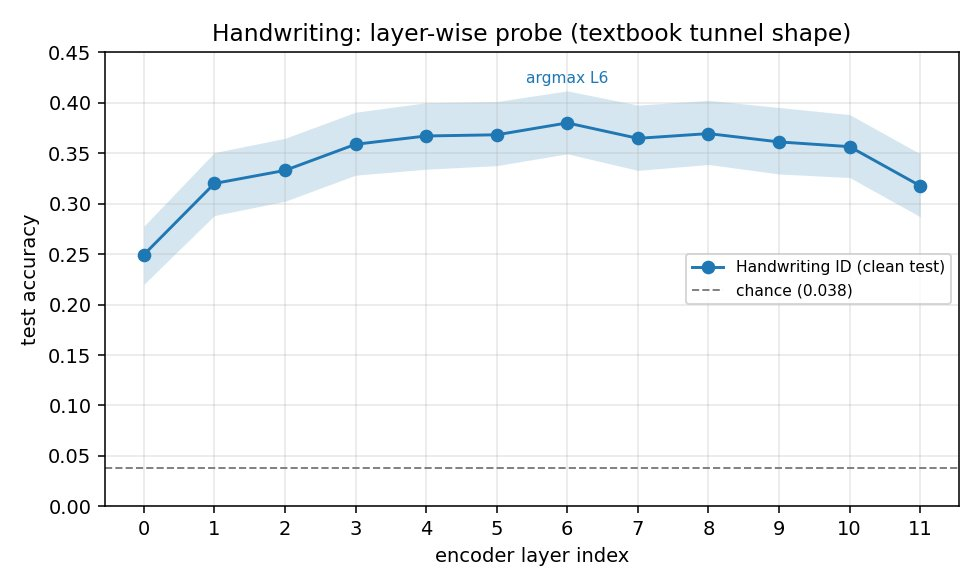 Handwriting: layer-wise probe (textbook tunnel shape)
0.45
argmax L6
0.40
0.35
0.30
0.25
Handwriting ID (clean test)
chance (0.038)
0.20
0.15
0.10
0.05
0.00
test accuracy
0 1 2 3 4 5 6 7 8 9 10 11
encoder layer index